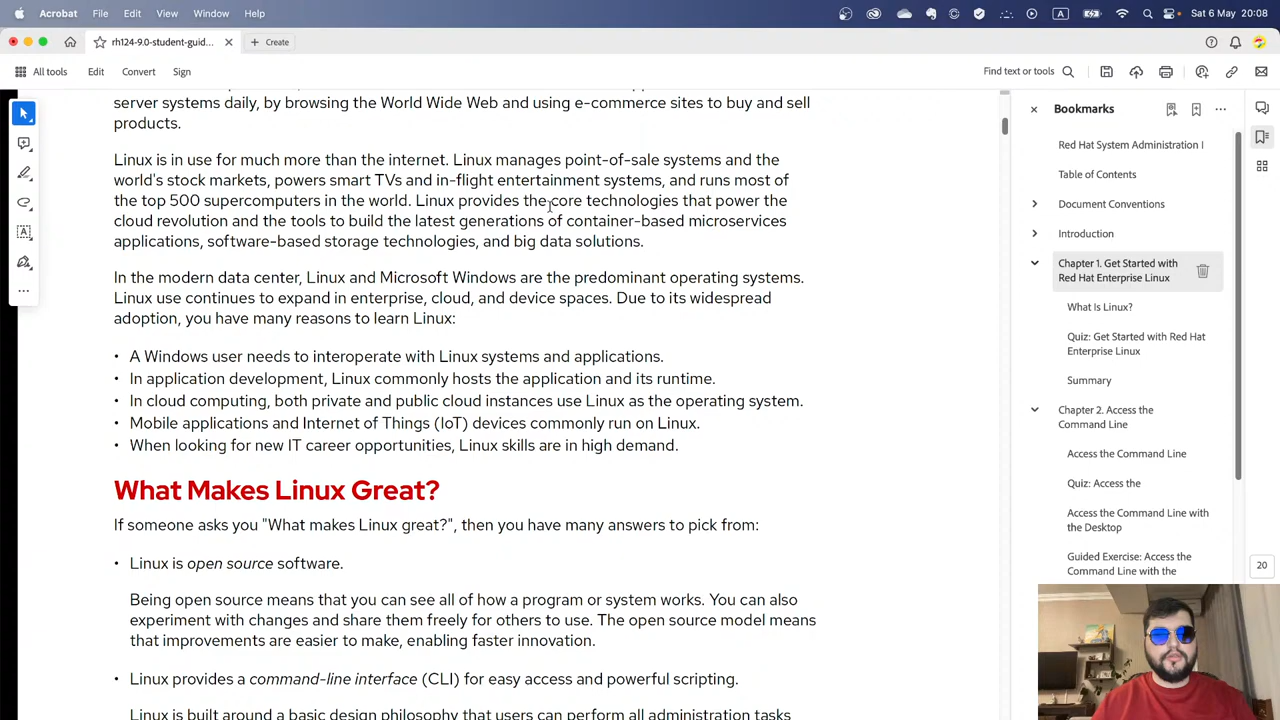 Acrobat File Edit View Window Help A Sat 6 May 20:08
rh124-9.0-student-guid... Create
All tools Edit Convert Sign Find text or tools
server systems daily, by browsing the World Wide Web and using e-commerce sites to buy and sell
products.
Linux is in use for much more than the internet. Linux manages point-of-sale systems and the
world's stock markets, powers smart TVs and in-flight entertainment systems, and runs most of
the top 500 supercomputers in the world. Linux provides the core technologies that power the
cloud revolution and the tools to build the latest generations of container-based microservices
applications, software-based storage technologies, and big data solutions.
In the modern data center, Linux and Microsoft Windows are the predominant operating systems.
Linux use continues to expand in enterprise, cloud, and device spaces. Due to its widespread
adoption, you have many reasons to learn Linux:
• A Windows user needs to interoperate with Linux systems and applications.
• In application development, Linux commonly hosts the application and its runtime.
• In cloud computing, both private and public cloud instances use Linux as the operating system.
• Mobile applications and Internet of Things (IoT) devices commonly run on Linux.
• When looking for new IT career opportunities, Linux skills are in high demand.
What Makes Linux Great?
If someone asks you "What makes Linux great?", then you have many answers to pick from:
• Linux is open source software.
Being open source means that you can see all of how a program or system works. You can also
experiment with changes and share them freely for others to use. The open source model means
that improvements are easier to make, enabling faster innovation.
• Linux provides a command-line interface (CLI) for easy access and powerful scripting.
Linux is built around a basic design philosophy that users can perform all administration tasks
Bookmarks
Red Hat System Administration I
Table of Contents
Document Conventions
Introduction
Chapter 1. Get Started with
Red Hat Enterprise Linux
What Is Linux?
Quiz: Get Started with Red Hat
Enterprise Linux
Summary
Chapter 2. Access the
Command Line
Access the Command Line
Quiz: Access the
Access the Command Line with
the Desktop
Guided Exercise: Access the
Command Line with the
20